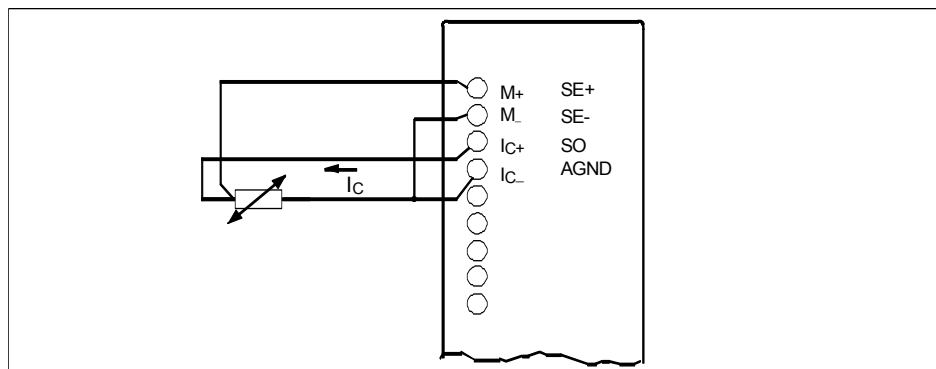 M+ SE+
M– SE-
IC+ SO
IC– AGND
IC